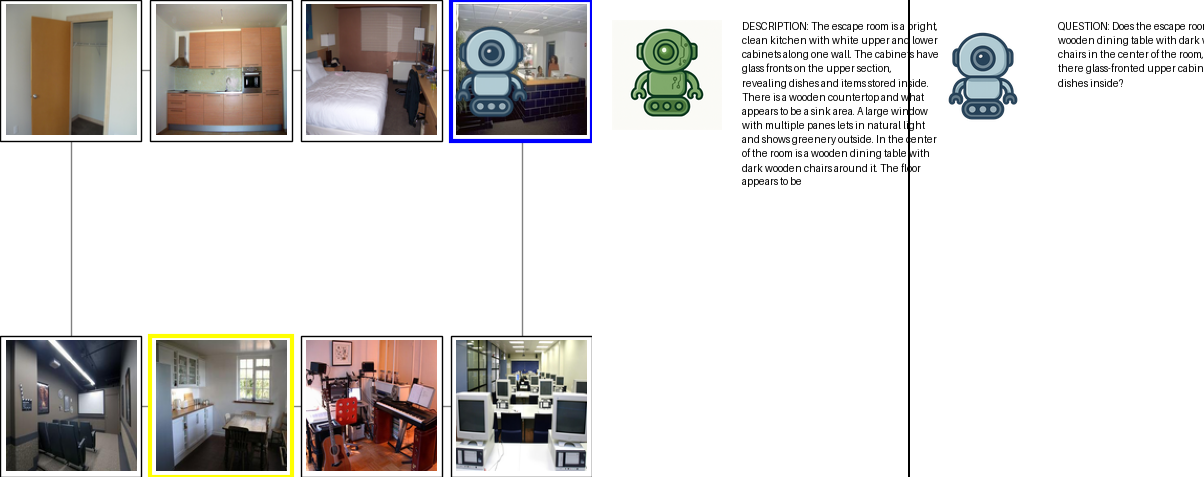 DESCRIPTION: The escape room is a bright,
clean kitchen with white upper and lower
cabinets along one wall. The cabinets have
glass fronts on the upper section,
revealing dishes and items stored inside.
There is a wooden countertop and what
appears to be a sink area. A large window
with multiple panes lets in natural light
and shows greenery outside. In the center
of the room is a wooden dining table with
dark wooden chairs around it. The floor
appears to be
QUESTION: Does the escape
wooden dining table with dark
chairs in the center of the room,
there glass-fronted upper
dishes inside?